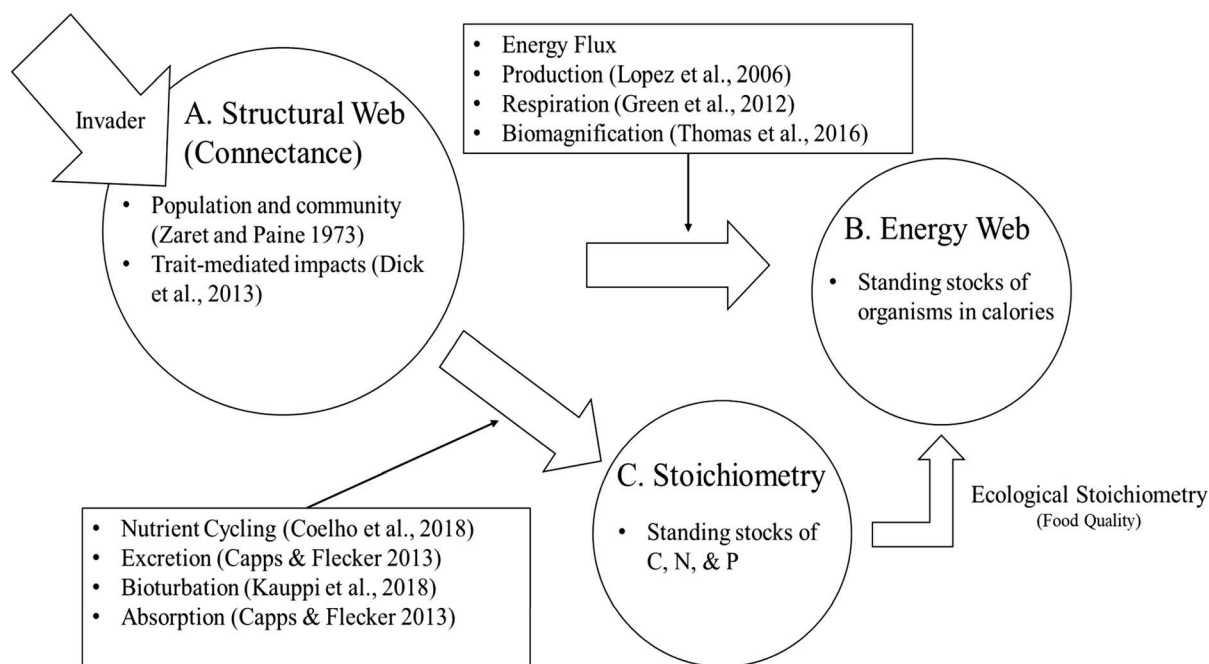 Invader
A. Structural Web
(Connectance)
• Population and community
(Zaret and Paine 1973)
• Trait-mediated impacts (Dick
et al., 2013)
• Energy Flux
• Production (Lopez et al., 2006)
• Respiration (Green et al., 2012)
• Biomagnification (Thomas et al., 2016)
B. Energy Web
• Standing stocks of
organisms in calories
C. Stoichiometry
• Standing stocks of
C, N, & P
Ecological Stoichiometry
(Food Quality)
• Nutrient Cycling (Coelho et al., 2018)
• Excretion (Capps & Flecker 2013)
• Bioturbation (Kauppi et al., 2018)
• Absorption (Capps & Flecker 2013)